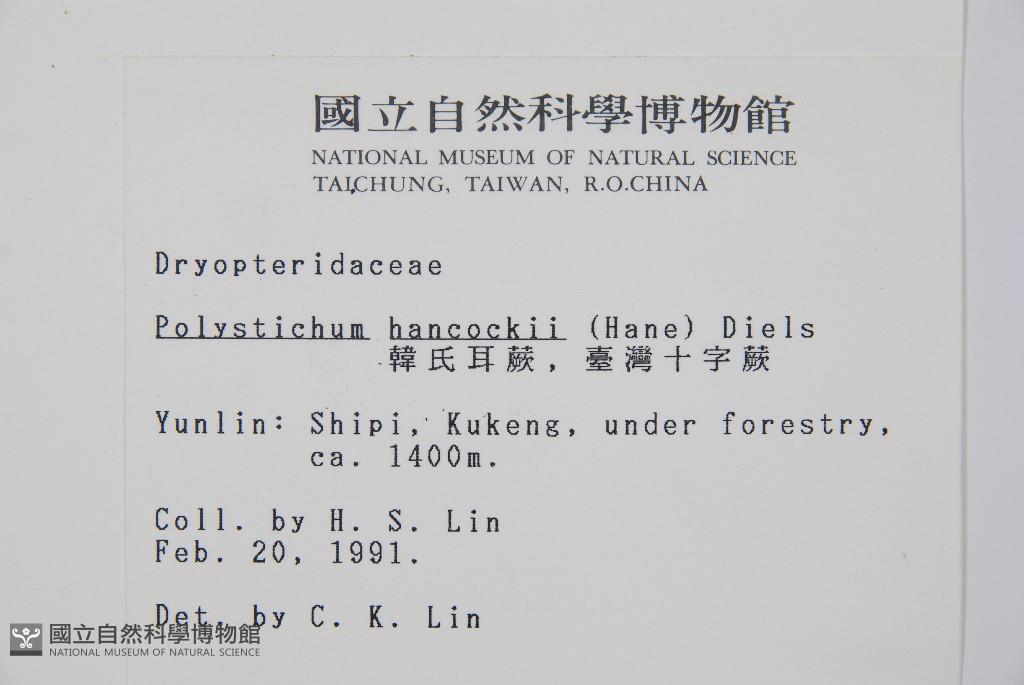 國立自然科學博物館
NATIONAL MUSEUM OF NATURAL SCIENCE
TAICHUNG, TAIWAN, R.O.CHINA
Dryopteridaceae
Polystichum hancockii (Hane) Diels
韓氏耳蕨, 臺灣十字蕨
Yunlin: Shipi, Kukeng, under forestry,
ca. 1400m.
Coll. by H. S. Lin
Feb. 20, 1991.
Det. by C. K. Lin
國立自然科學博物館
NATIONAL MUSEUM OF NATURAL SCIENCE